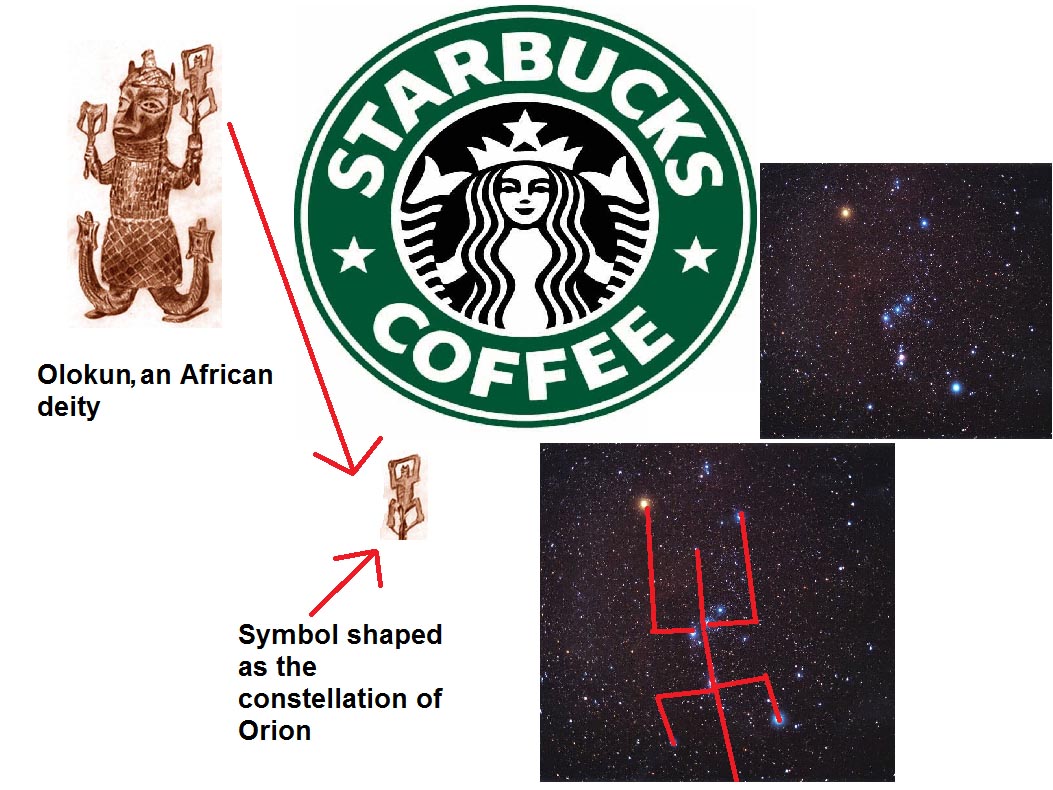 STARBUCKS
COFFEE
Olokun, an African
deity
Symbol shaped
as the
constellation of
Orion